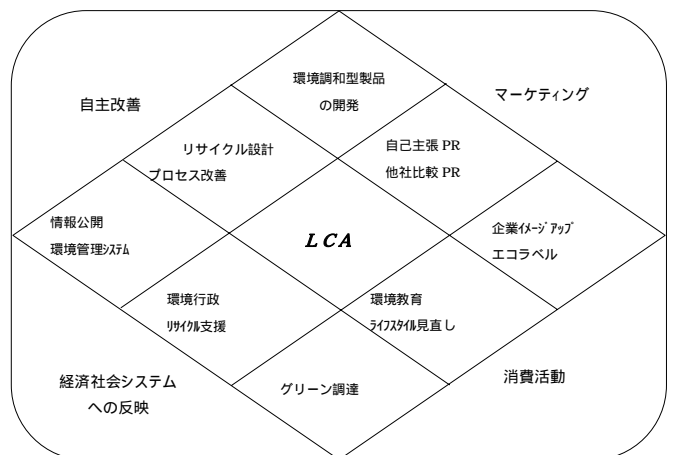 環境調和型製品
の開発
自主改善
マーケティング
リサイクル設計
プロセス改善
自己主張 PR
他社比較 PR
情報公開
環境管理ｼｽﾃﾑ
LCA
企業ｲﾒｰｼﾞｱｯﾌﾟ
エコラベル
環境行政
ﾘｻｲｸﾙ支援
環境教育
ﾗｲﾌｽﾀｲﾙ見直し
経済社会システム
への反映
グリーン調達
消費活動